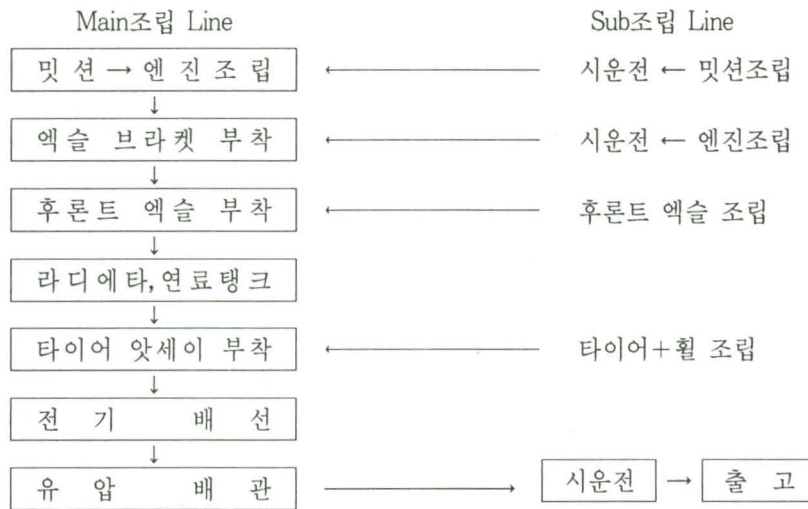 Main조립 Line Sub조립 Line
밋션 → 엔진조립 ← 시운전 ← 밋션조립
↓
엑슬 브라켓 부착 ← 시운전 ← 엔진조립
↓
후론트 엑슬 부착 ← 후론트 엑슬 조립
↓
라디에타,연료탱크
↓
타이어 앗세이 부착 ← 타이어+휠 조립
↓
전기 배선
↓
유압 배관 → 시운전 → 출고